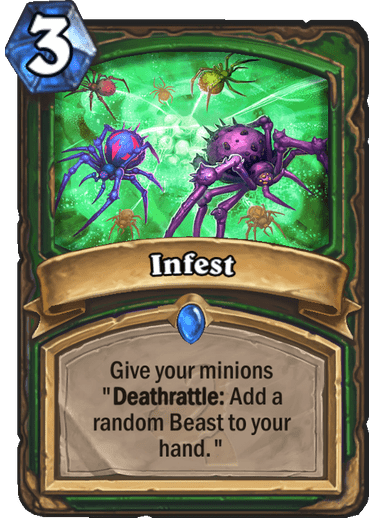 3
Infest
Give your minions
"Deathrattle: Add a
random Beast to your
hand."